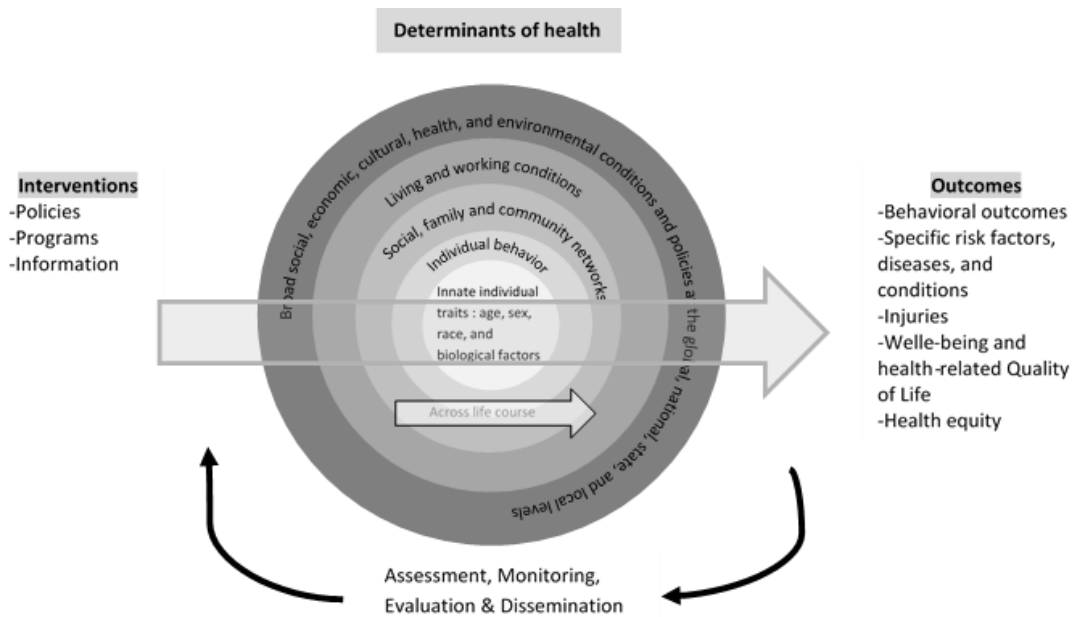 Determinants of health
Interventions
-Policies
-Programs
-Information
Broad social, economic, cultural, health, and environmental conditions and policies at the global, national, state, and local levels
Living and working conditions
Social, family and community networks
Individual behavior
Innate individual
traits : age, sex,
race, and
biological factors
Across life course
Outcomes
-Behavioral outcomes
-Specific risk factors,
diseases, and
conditions
-Injuries
-Welle-being and
health-related Quality
of Life
-Health equity
Assessment, Monitoring,
Evaluation & Dissemination